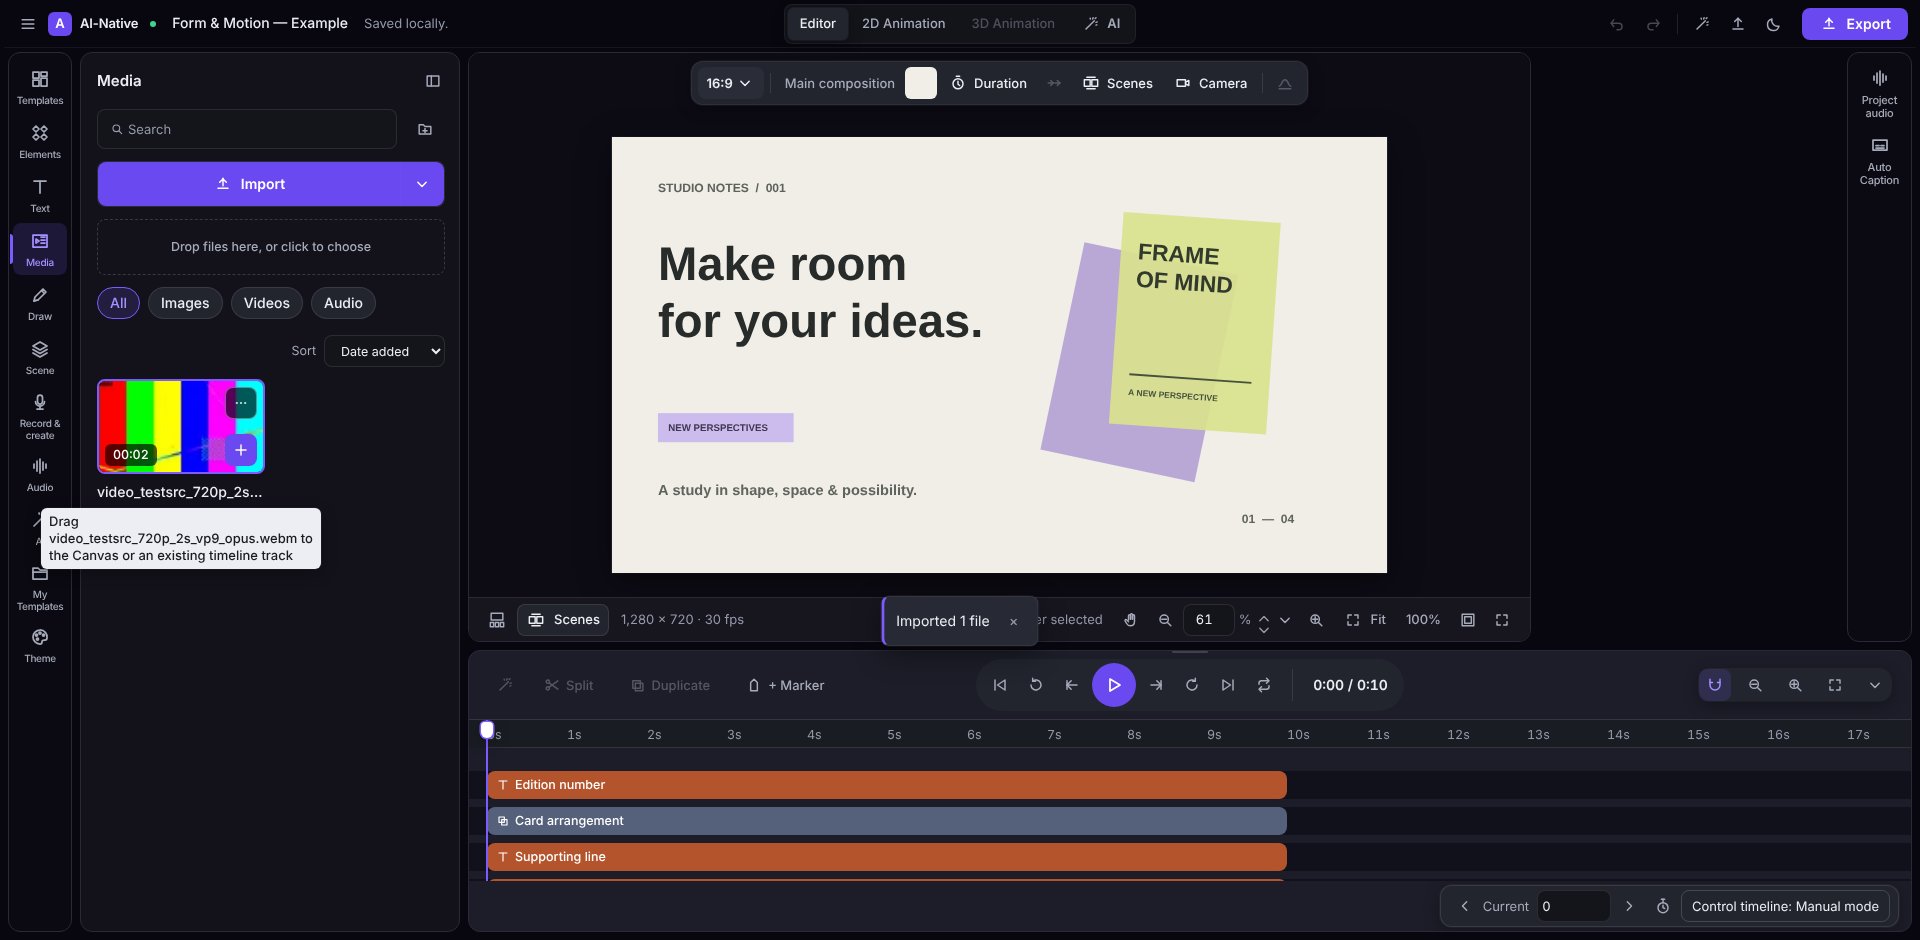 A
AI-Native
Form & Motion — Example
Saved locally.
Editor
2D Animation
3D Animation
AI
Export
Templates
Elements
Text
Media
Draw
Scene
Record &
create
Audio
My
Templates
Theme
Media
Search
Import
Drop files here, or click to choose
All
Images
Videos
Audio
Sort
Date added
00:02
video_testsrc_720p_2s...
Drag
video_testsrc_720p_2s_vp9_opus.webm to
the Canvas or an existing timeline track
16:9
Main composition
Duration
Scenes
Camera
STUDIO NOTES / 001
Make room
for your ideas.
NEW PERSPECTIVES
A study in shape, space & possibility.
FRAME
OF MIND
A NEW PERSPECTIVE
01 — 04
Project
audio
Auto
Caption
Scenes
1,280 × 720 · 30 fps
Imported 1 file
×
selected
61
%
Fit
100%
Split
Duplicate
+ Marker
0:00 / 0:10
1s
2s
3s
4s
5s
6s
7s
8s
9s
10s
11s
12s
13s
14s
15s
16s
17s
Edition number
Card arrangement
Supporting line
Current
0
Control timeline: Manual mode